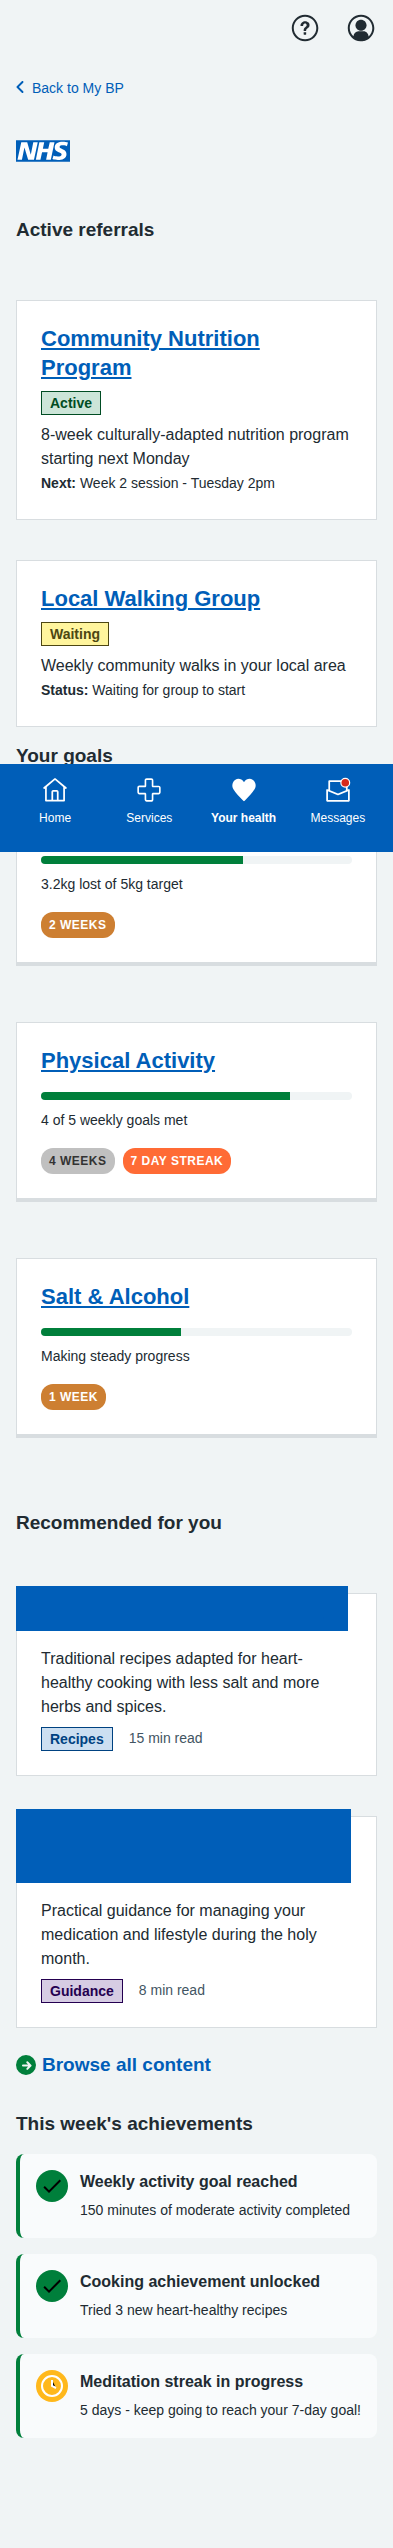 Back to My BP
NHS
Active referrals
Community Nutrition
Program
Active
8-week culturally-adapted nutrition program
starting next Monday
Next: Week 2 session - Tuesday 2pm
Local Walking Group
Waiting
Weekly community walks in your local area
Status: Waiting for group to start
Your goals
Home
Services
Your health
Messages
3.2kg lost of 5kg target
2 WEEKS
Physical Activity
4 of 5 weekly goals met
4 WEEKS
7 DAY STREAK
Salt & Alcohol
Making steady progress
1 WEEK
Recommended for you
Traditional recipes adapted for heart-
healthy cooking with less salt and more
herbs and spices.
Recipes
15 min read
Practical guidance for managing your
medication and lifestyle during the holy
month.
Guidance
8 min read
Browse all content
This week's achievements
Weekly activity goal reached
150 minutes of moderate activity completed
Cooking achievement unlocked
Tried 3 new heart-healthy recipes
Meditation streak in progress
5 days - keep going to reach your 7-day goal!